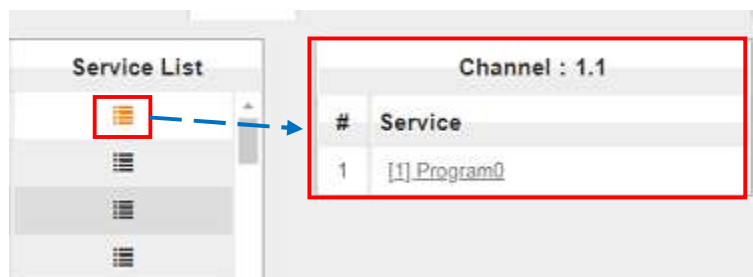 Service List
Channel : 1.1
# Service
1 [1] Program0